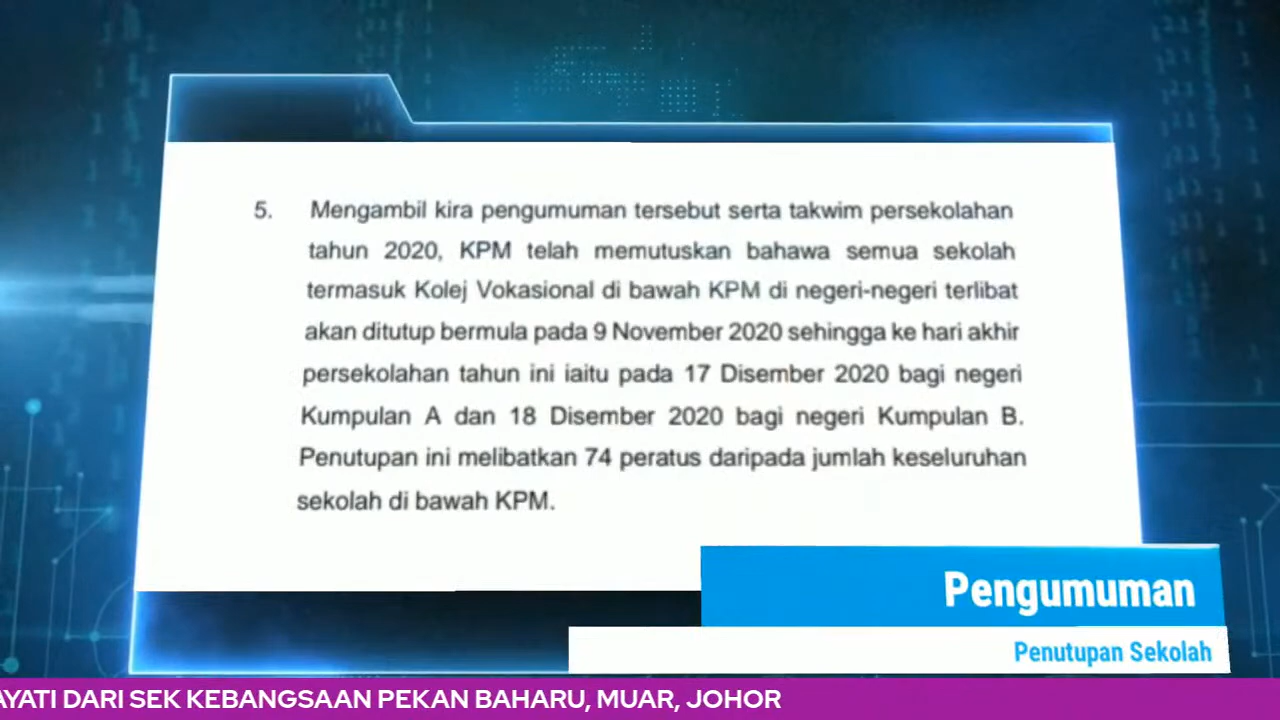 5. Mengambil kira pengumuman tersebut serta takwim persekolahan
tahun 2020, KPM telah memutuskan bahawa semua sekolah
termasuk Kolej Vokasional di bawah KPM di negeri-negeri terlibat
akan ditutup bermula pada 9 November 2020 sehingga ke hari akhir
persekolahan tahun ini iaitu pada 17 Disember 2020 bagi negeri
Kumpulan A dan 18 Disember 2020 bagi negeri Kumpulan B.
Penutupan ini melibatkan 74 peratus daripada jumlah keseluruhan
sekolah di bawah KPM.
Pengumuman
Penutupan Sekolah
DARI SEK KEBANGSAAN PEKAN BAHARU, MUAR, JOHOR